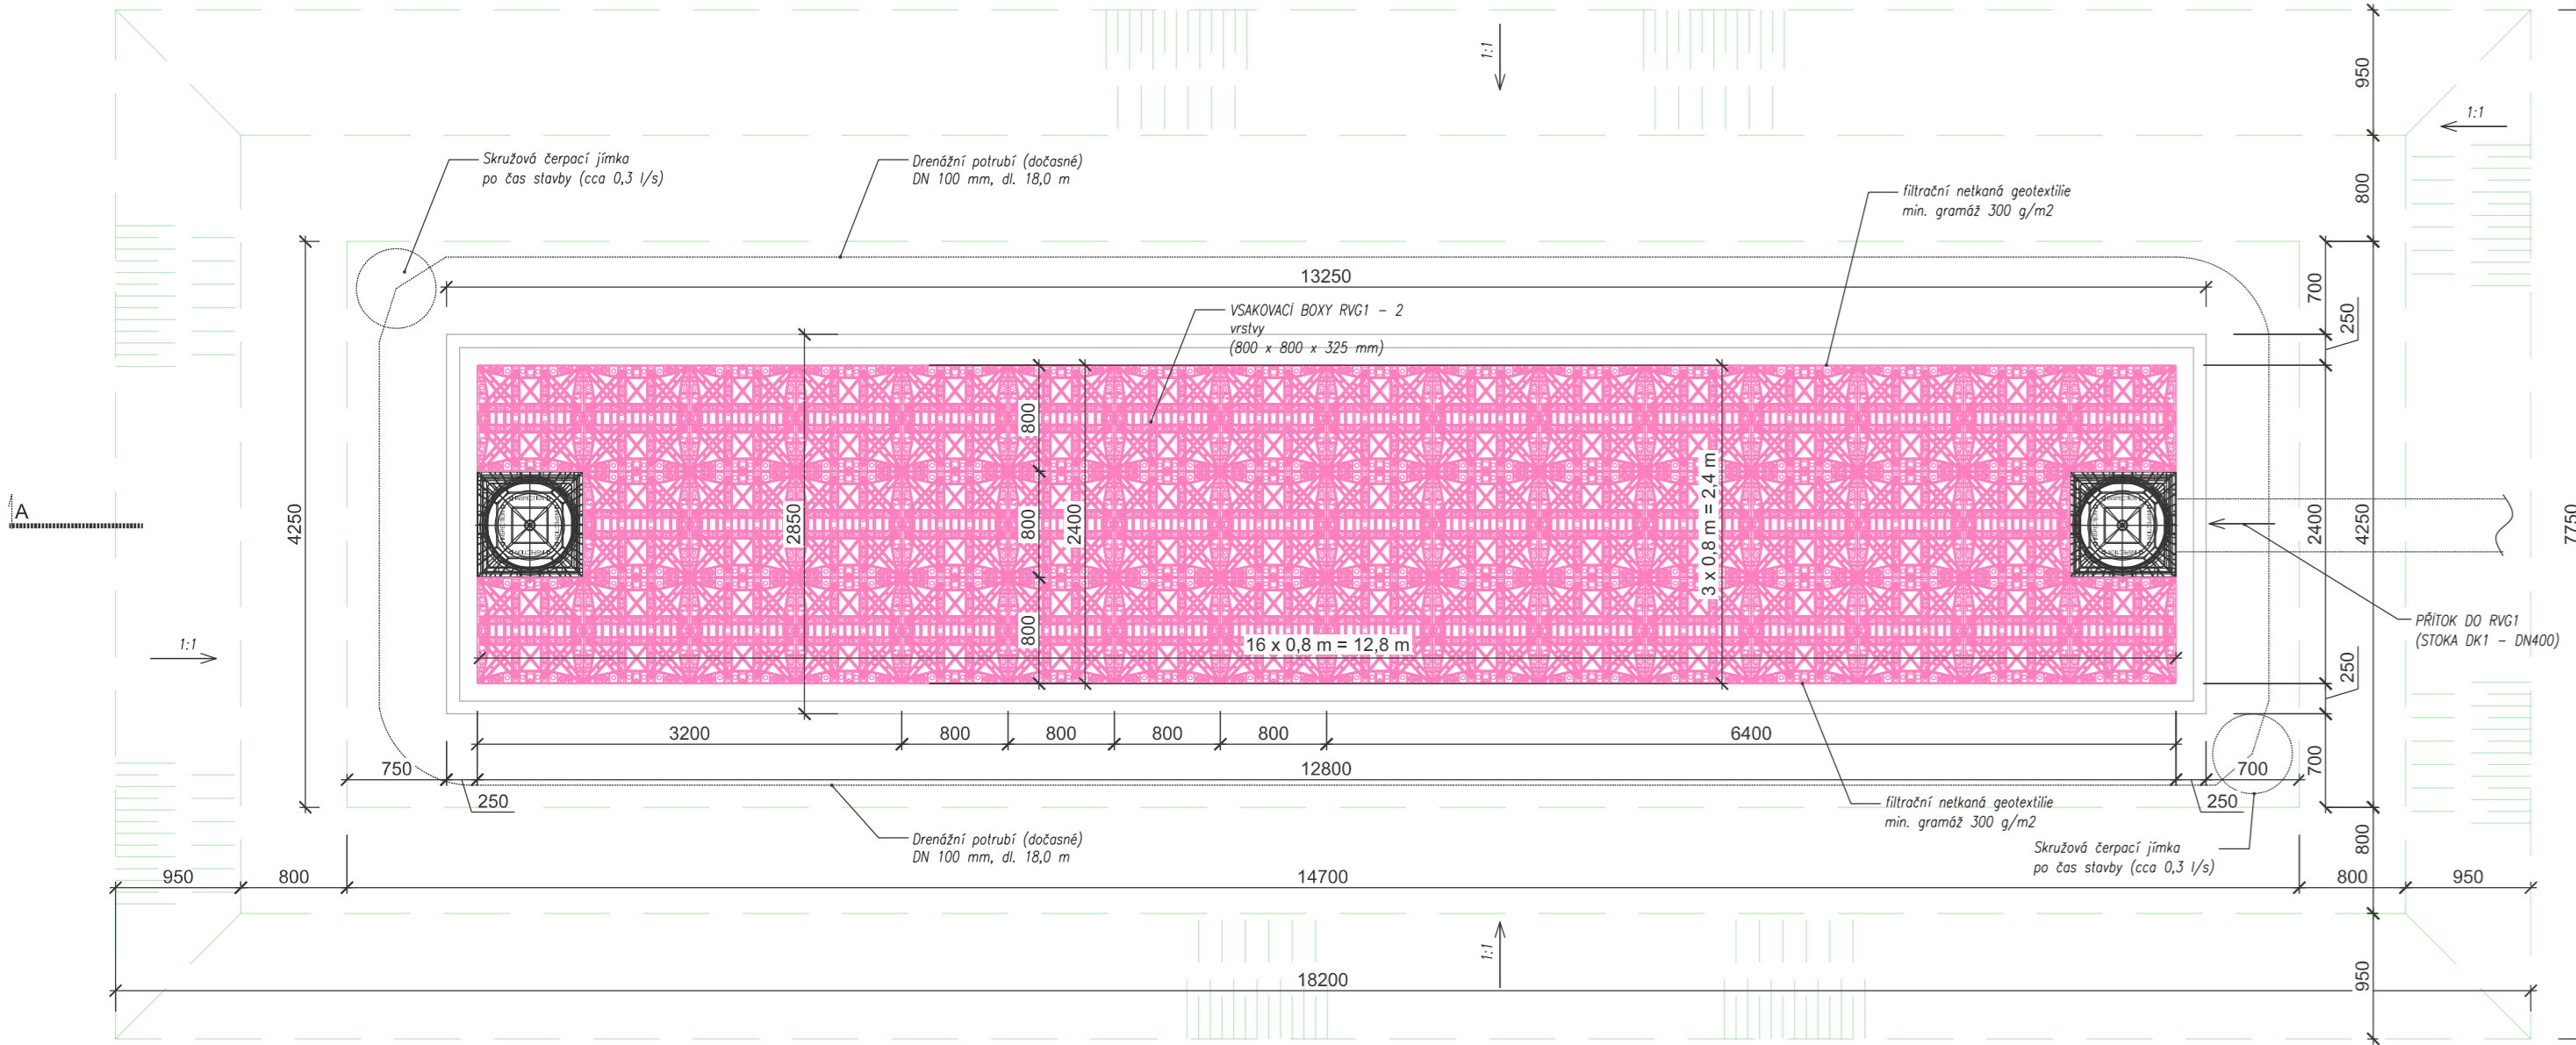 1:1
950
1:1
Skružová čerpací jímka
po čas stavby (cca 0,3 l/s)
Drenážní potrubí (dočasné)
DN 100 mm, dl. 18,0 m
filtrační netkaná geotextilie
min. gramáž 300 g/m2
800
13250
700
250
VSAKOVACÍ BOXY RVG1 - 2
vrstvy
(800 x 800 x 325 mm)
A
4250
2850
800
800
800
2400
3 x 0,8 m = 2,4 m
2400
4250
7750
INSPECTION
INSPECTION
PŘÍTOK DO RVG1
(STOKA DK1 - DN400)
1:1
16 x 0,8 m = 12,8 m
250
3200
800
800
800
800
6400
750
12800
700
700
250
250
filtrační netkaná geotextilie
min. gramáž 300 g/m2
Drenážní potrubí (dočasné)
DN 100 mm, dl. 18,0 m
Skružová čerpací jímka
po čas stavby (cca 0,3 l/s)
800
950
800
14700
800
950
1:1
18200
950